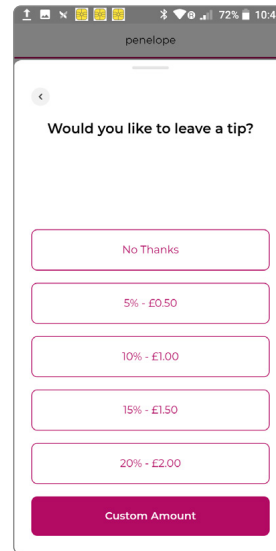 72% 10:4
penelope
Would you like to leave a tip?
No Thanks
5% - £0.50
10% - £1.00
15% - £1.50
20% - £2.00
Custom Amount